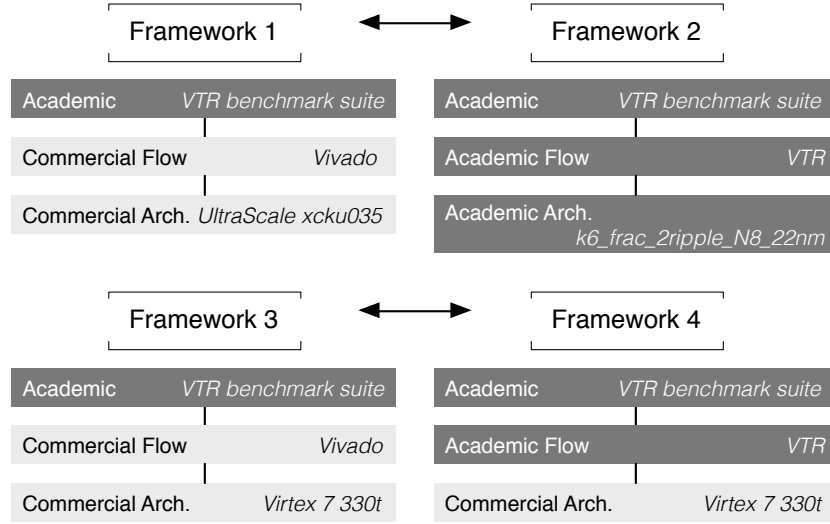 Framework 1
Framework 2
Academic VTR benchmark suite
Commercial Flow Vivado
Commercial Arch. UltraScale xcku035
Academic VTR benchmark suite
Academic Flow VTR
Academic Arch.
k6_frac_2ripple_N8_22nm
Framework 3
Framework 4
Academic VTR benchmark suite
Commercial Flow Vivado
Commercial Arch. Virtex 7 330t
Academic VTR benchmark suite
Academic Flow VTR
Commercial Arch. Virtex 7 330t